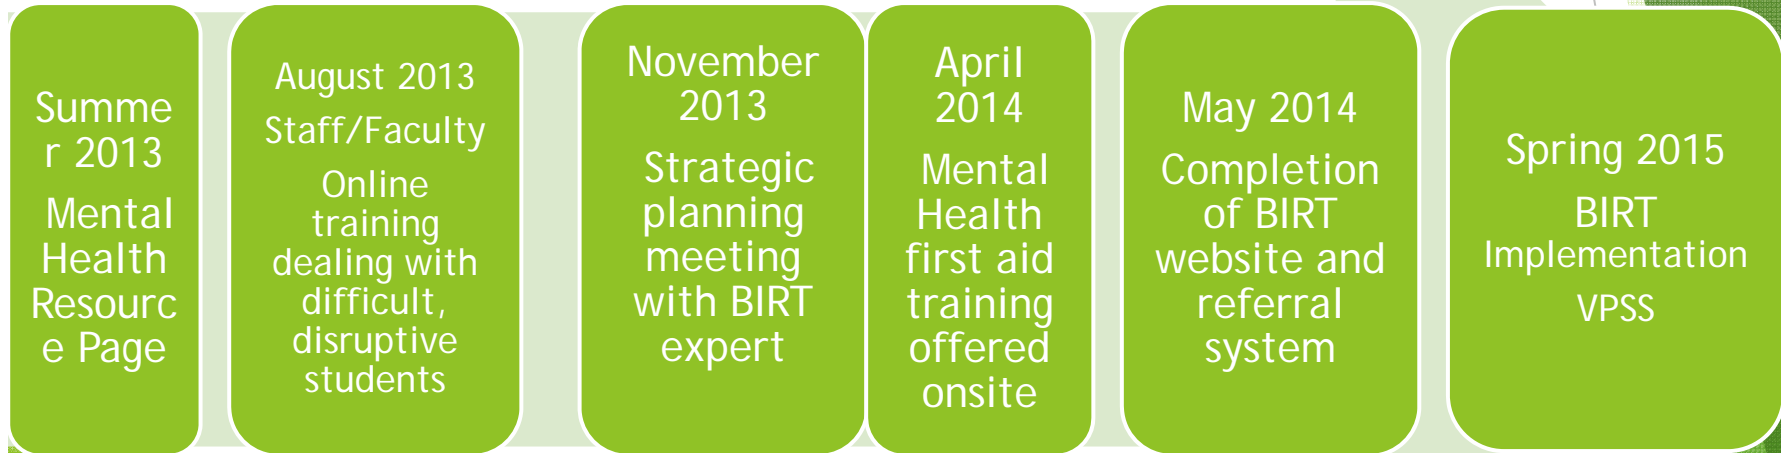 Summe
r 2013
Mental
Health
Resourc
e Page
August 2013
Staff/Faculty
Online
training
dealing with
difficult,
disruptive
students
November
2013
Strategic
planning
meeting
with BIRT
expert
April
2014
Mental
Health
first aid
training
offered
onsite
May 2014
Completion
of BIRT
website and
referral
system
Spring 2015
BIRT
Implementation
VPSS